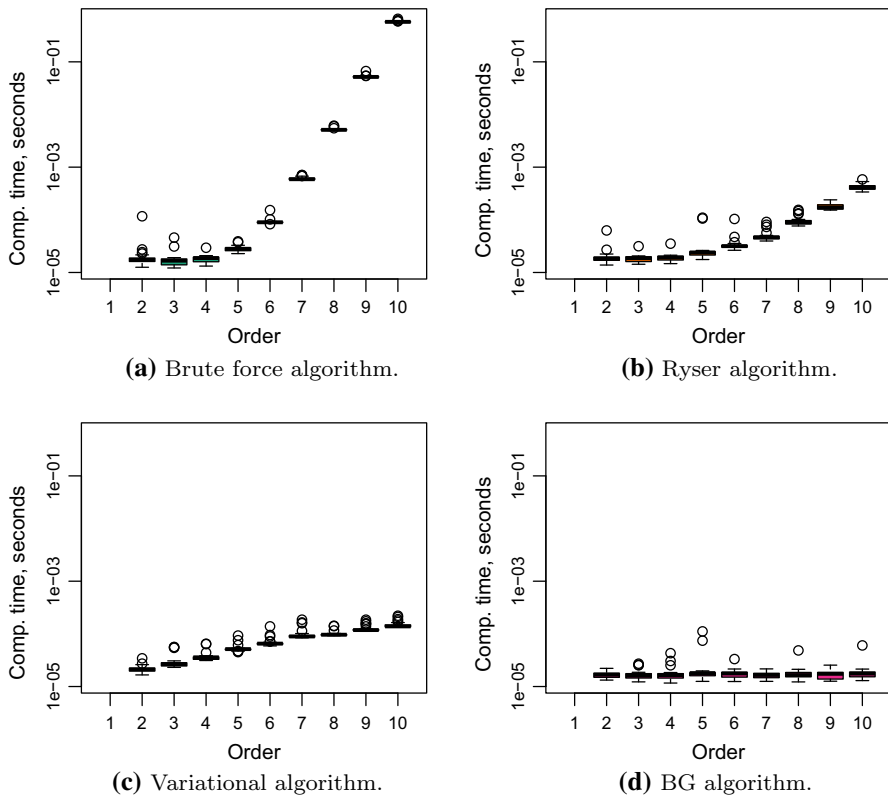 Comp. time, seconds
1e−01
1e−03
1e−05
1 2 3 4 5 6 7 8 9 10
Order
(a) Brute force algorithm.
Comp. time, seconds
1e−01
1e−03
1e−05
1 2 3 4 5 6 7 8 9 10
Order
(b) Ryser algorithm.
Comp. time, seconds
1e−01
1e−03
1e−05
1 2 3 4 5 6 7 8 9 10
Order
(c) Variational algorithm.
Comp. time, seconds
1e−01
1e−03
1e−05
1 2 3 4 5 6 7 8 9 10
Order
(d) BG algorithm.